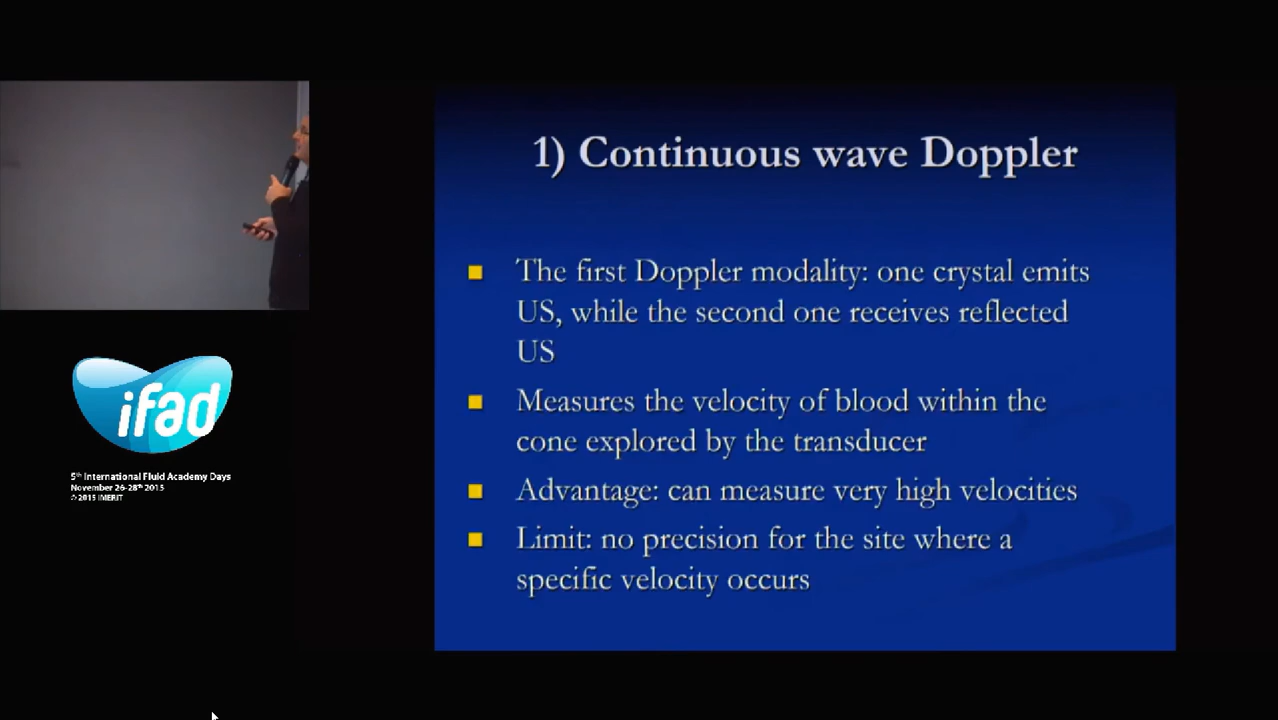 1) Continuous wave Doppler
The first Doppler modality: one crystal emits
US, while the second one receives reflected
US
Measures the velocity of blood within the
cone explored by the transducer
Advantage: can measure very high velocities
Limit: no precision for the site where a
specific velocity occurs
ifad
5th International Fluid Academy Days
November 26-28th 2015
© 2015 iMERiT